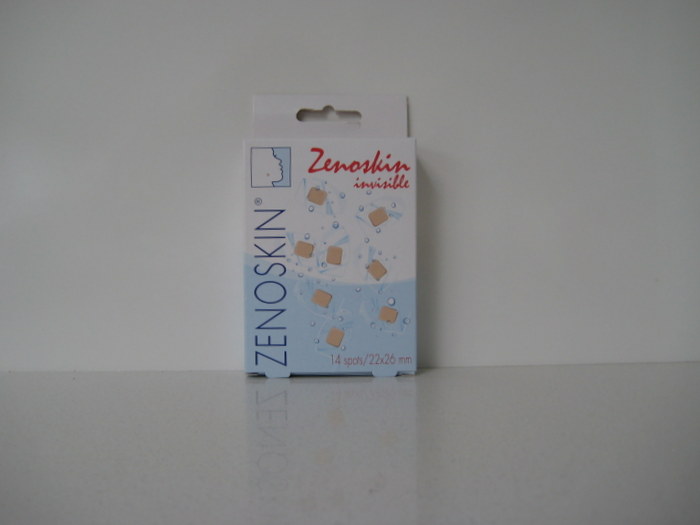 Zenoskin
invisible
ZENOSKIN®
14 spots/22x26 mm